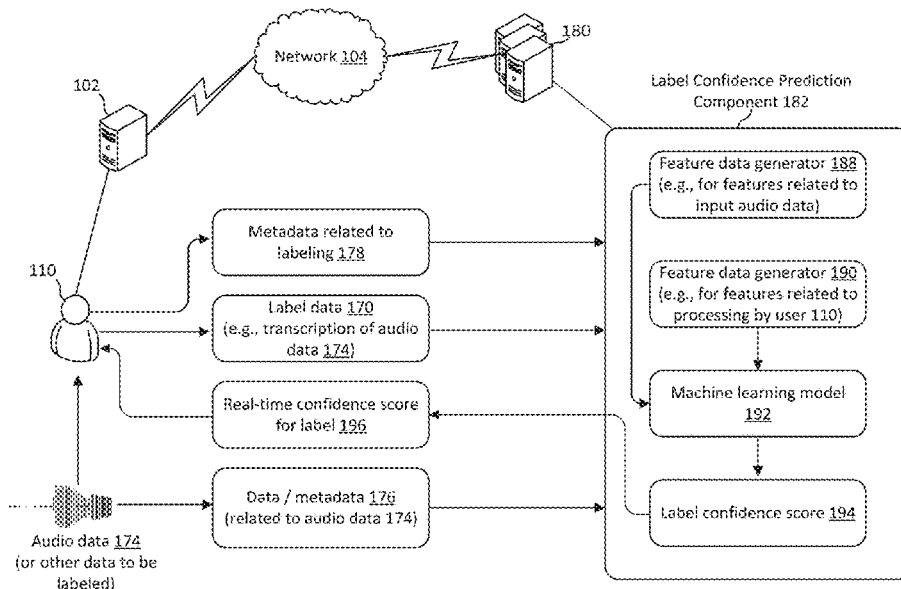 180
Network 104
102
Label Confidence Prediction
Component 182
Feature data generator 188
(e.g., for features related to
input audio data)
Metadata related to
labeling 178
110
Feature data generator 190
(e.g., for features related to
processing by user 110)
Label data 170
(e.g., transcription of audio
data 174)
Real-time confidence score
for label 196
Machine learning model
192
Data / metadata 176
(related to audio data 174)
Label confidence score 194
Audio data 174
(or other data to be
labeled)